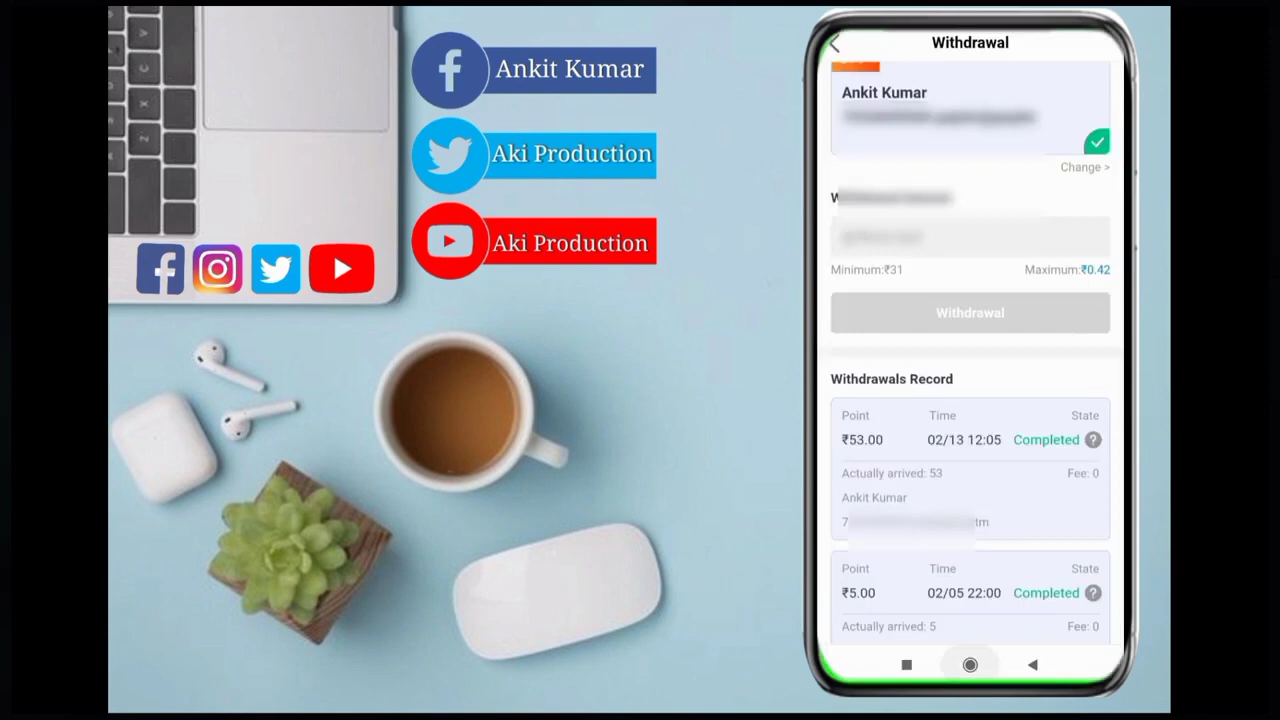 Ankit Kumar
Aki Production
Aki Production
Withdrawal
Ankit Kumar
Change >
Minimum:₹31 Maximum:₹0.42
Withdrawal
Withdrawals Record
Point Time State
₹53.00 02/13 12:05 Completed ?
Actually arrived: 53 Fee: 0
Ankit Kumar
7 tm
Point Time State
₹5.00 02/05 22:00 Completed ?
Actually arrived: 5 Fee: 0